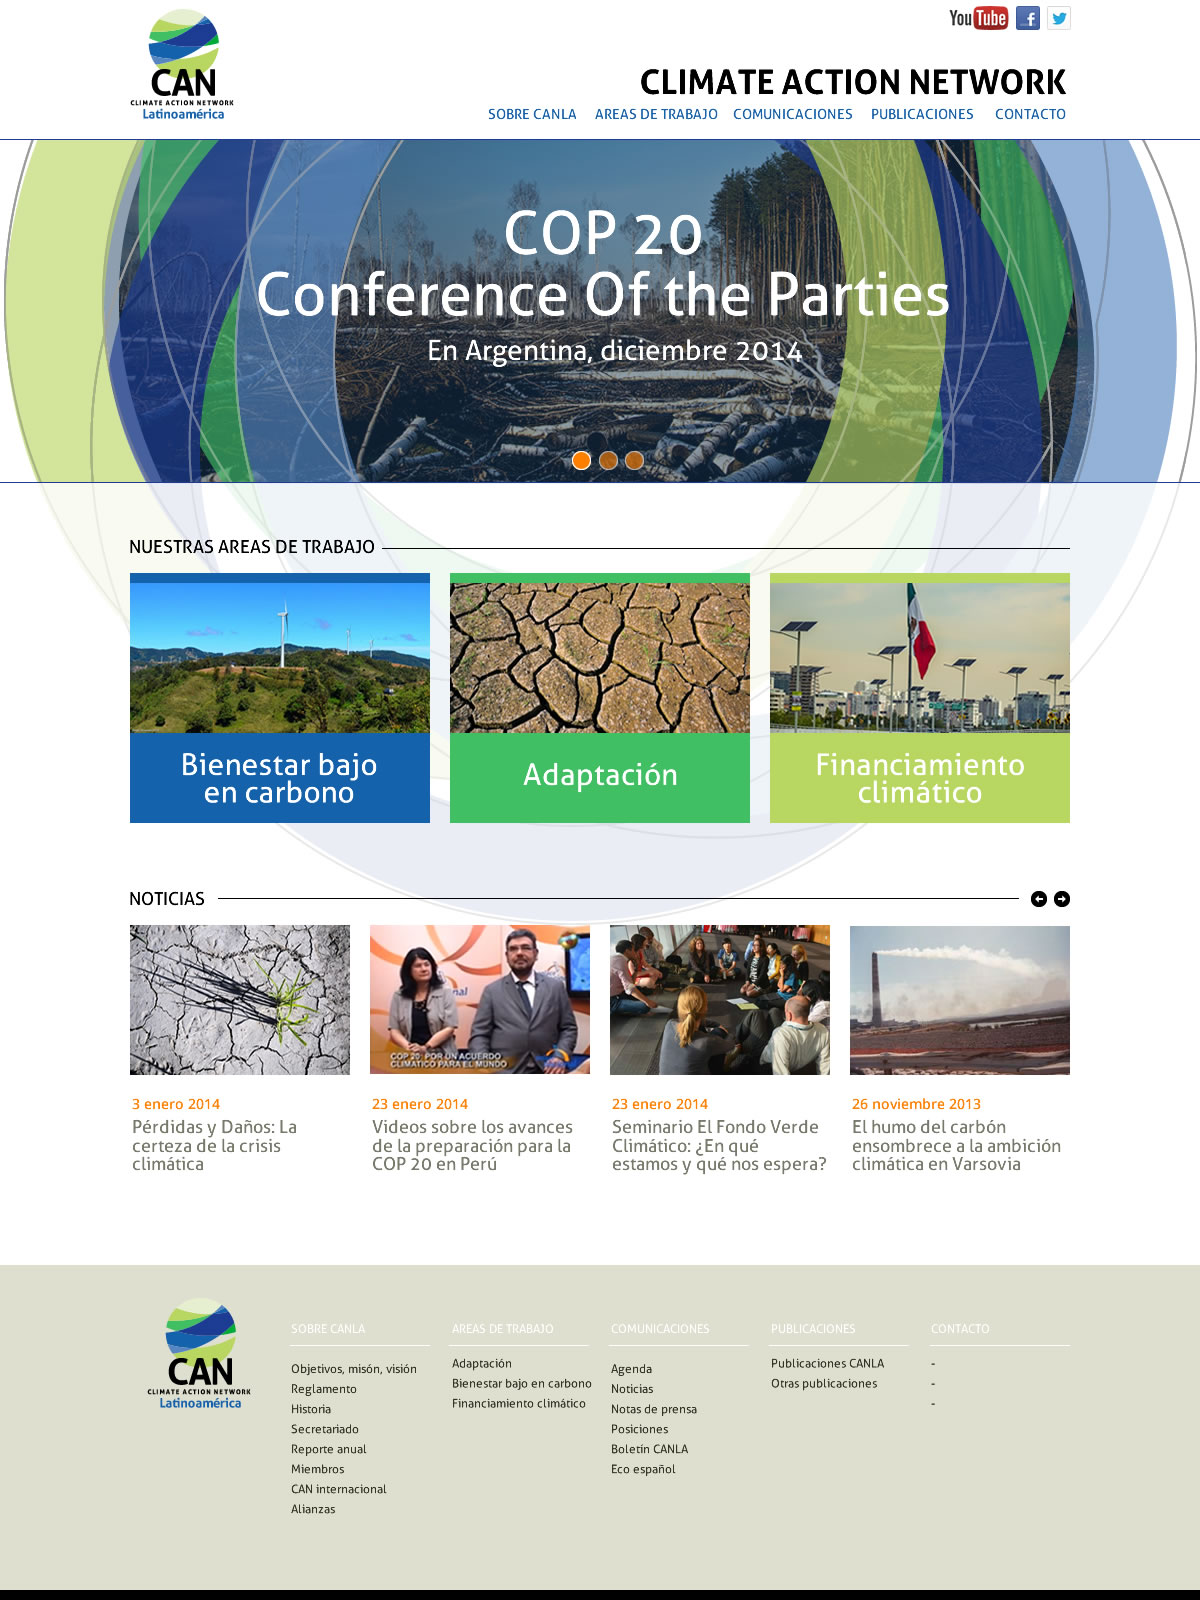 CAN
CLIMATE ACTION NETWORK
Latinoamérica
You Tube
f
CLIMATE ACTION NETWORK
SOBRE CANLA
AREAS DE TRABAJO
COMUNICACIONES
PUBLICACIONES
CONTACTO
COP 20
Conference Of the Parties
En Argentina, diciembre 2014
NUESTRAS AREAS DE TRABAJO
Bienestar bajo
en carbono
Adaptación
Financiamiento
climático
NOTICIAS
nal
COP 20: POR UN ACUERDO
CLIMATICO PARA EL MUNDO
3 enero 2014
Pérdidas y Daños: La
certeza de la crisis
climática
23 enero 2014
Videos sobre los avances
de la preparación para la
COP 20 en Perú
23 enero 2014
Seminario El Fondo Verde
Climático: ¿En qué
estamos y qué nos espera?
26 noviembre 2013
El humo del carbón
ensombrece a la ambición
climática en Varsovia
CAN
CLIMATE ACTION NETWORK
Latinoamérica
SOBRE CANLA
Objetivos, misón, visión
Reglamento
Historia
Secretariado
Reporte anual
Miembros
CAN internacional
Alianzas
AREAS DE TRABAJO
Adaptación
Bienestar bajo en carbono
Financiamiento climático
COMUNICACIONES
Agenda
Noticias
Notas de prensa
Posiciones
Boletin CANLA
Eco español
PUBLICACIONES
Publicaciones CANLA
Otras publicaciones
CONTACTO
-
-
-